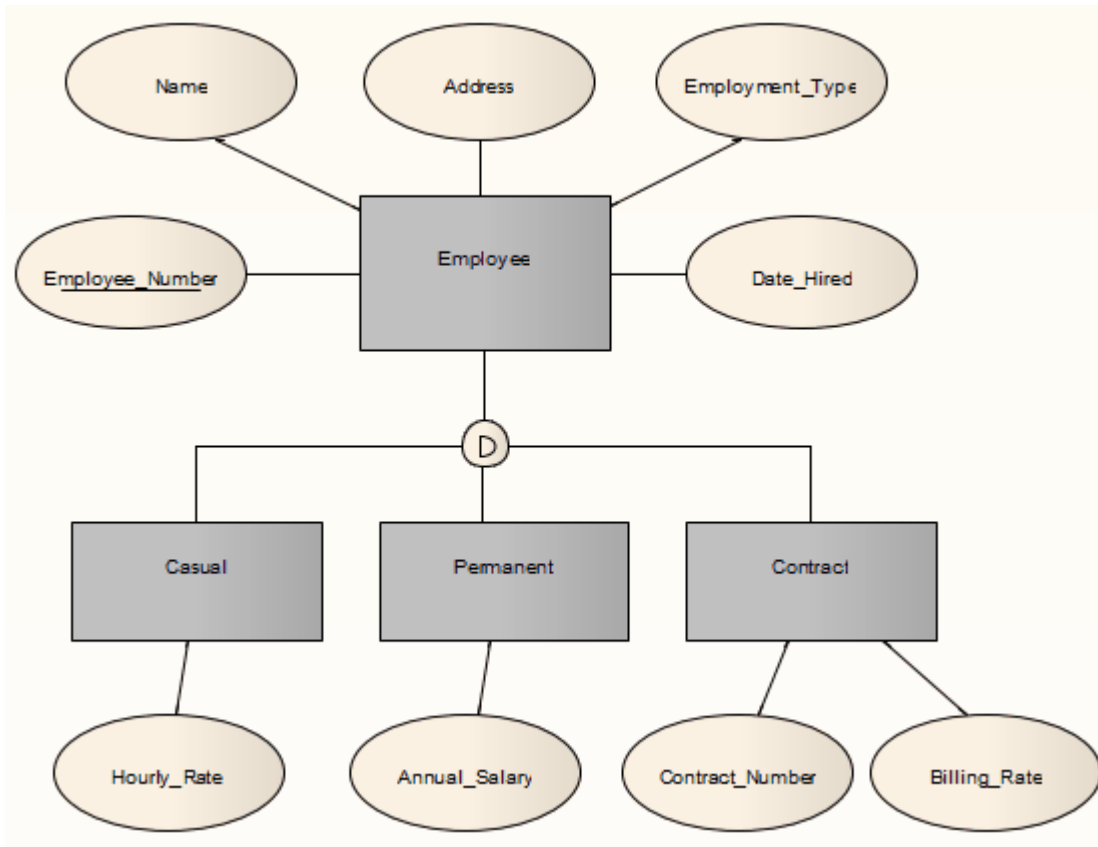 Name
Address
Employment_Type
Employee_Number
Employee
Date_Hired
D
Casual
Permanent
Contract
Hourly_Rate
Annual_Salary
Contract_Number
Billing_Rate